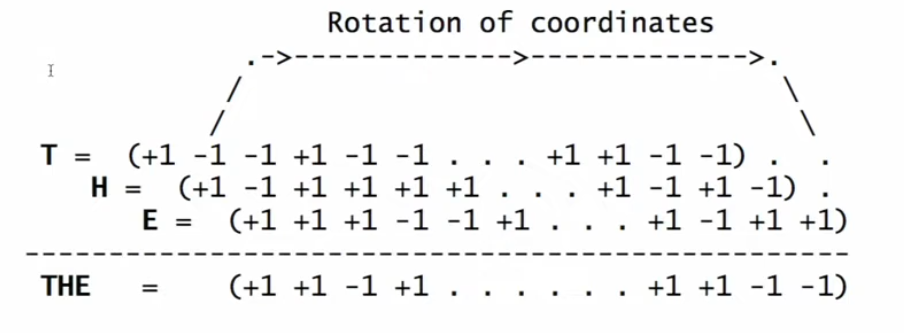 Rotation of coordinates
.->------------->------------->.
/ \
/ \
T = (+1 -1 -1 +1 -1 -1 . . . +1 +1 -1 -1) . .
H = (+1 -1 +1 +1 +1 +1 . . . +1 -1 +1 -1) .
E = (+1 +1 +1 -1 -1 +1 . . . +1 -1 +1 +1)
-------------------------------------------------
THE = (+1 +1 -1 +1 . . . . . . +1 +1 -1 -1)